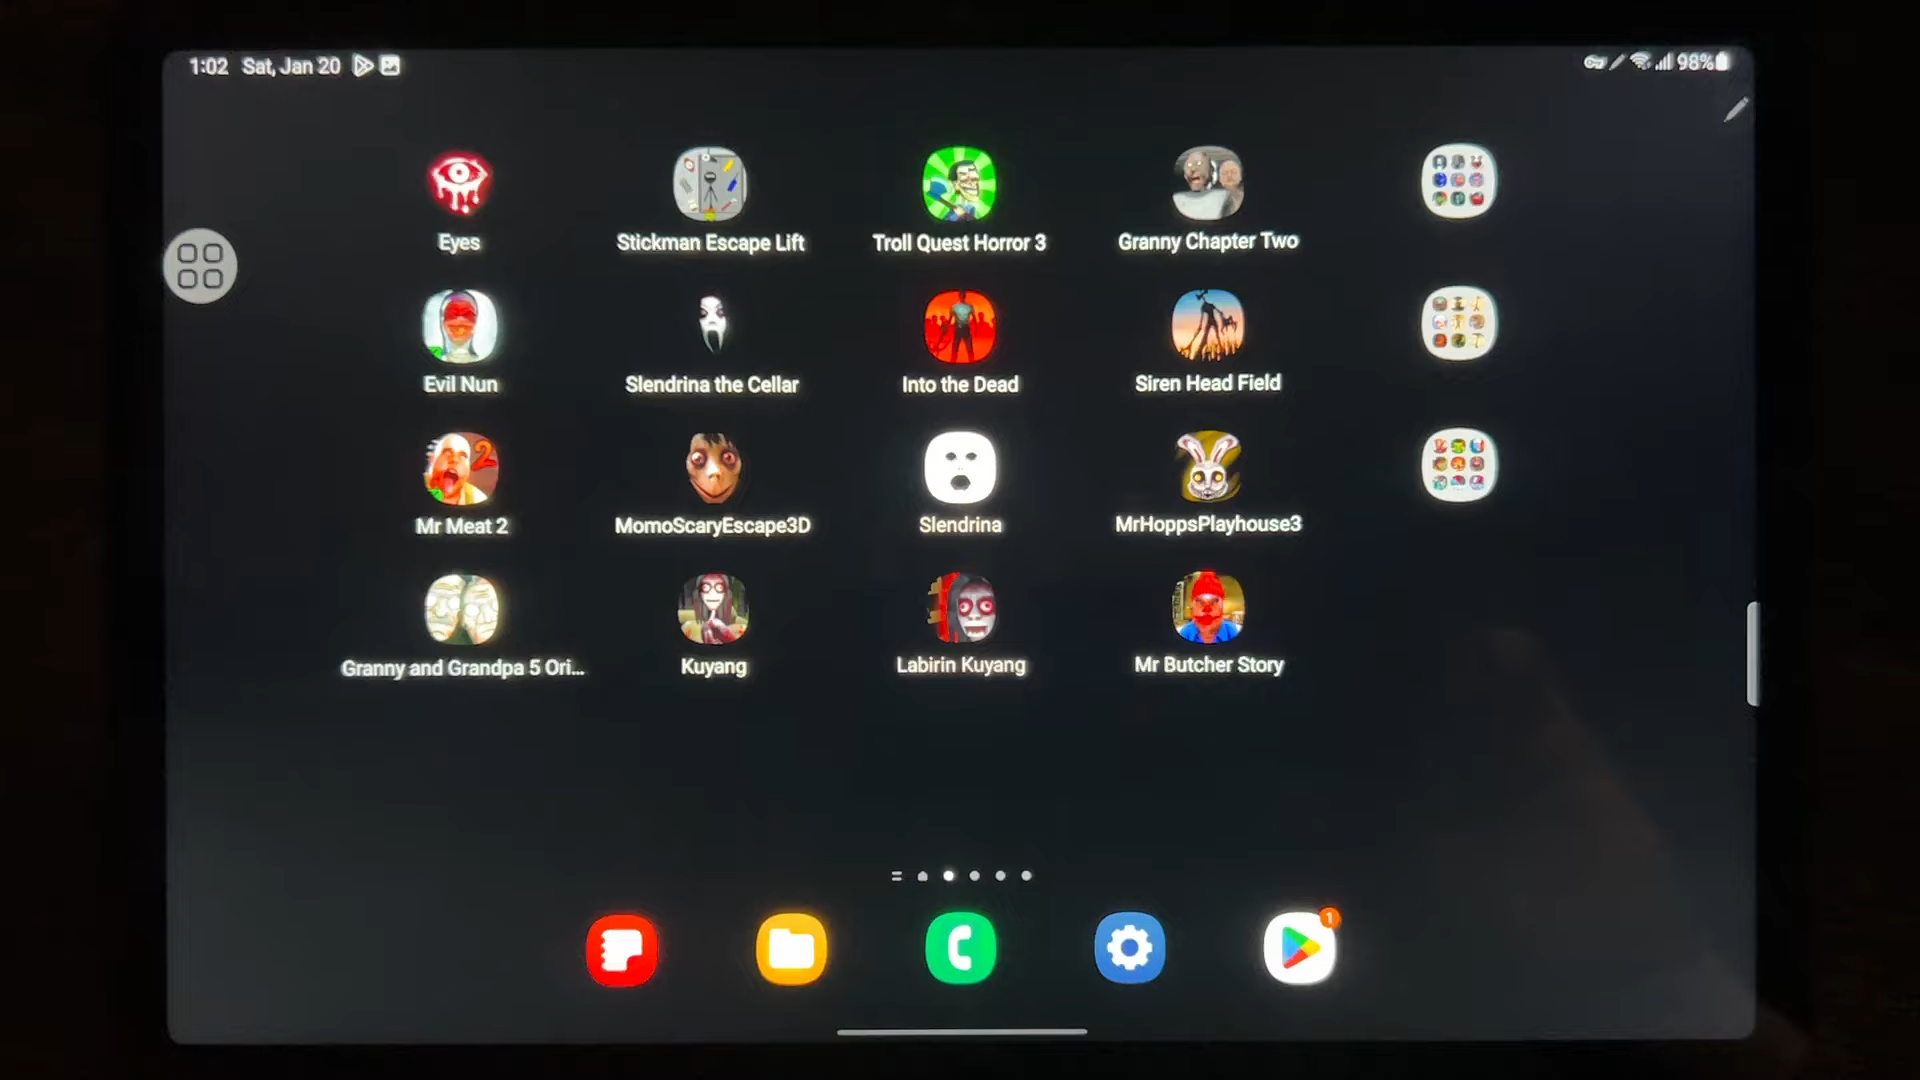 1:02 Sat, Jan 20
98%
Eyes
Stickman Escape Lift
Troll Quest Horror 3
Granny Chapter Two
Evil Nun
Slendrina the Cellar
Into the Dead
Siren Head Field
2
Mr Meat 2
MomoScaryEscape3D
Slendrina
MrHoppsPlayhouse3
Granny and Grandpa 5 Ori...
Kuyang
Labirin Kuyang
Mr Butcher Story
1